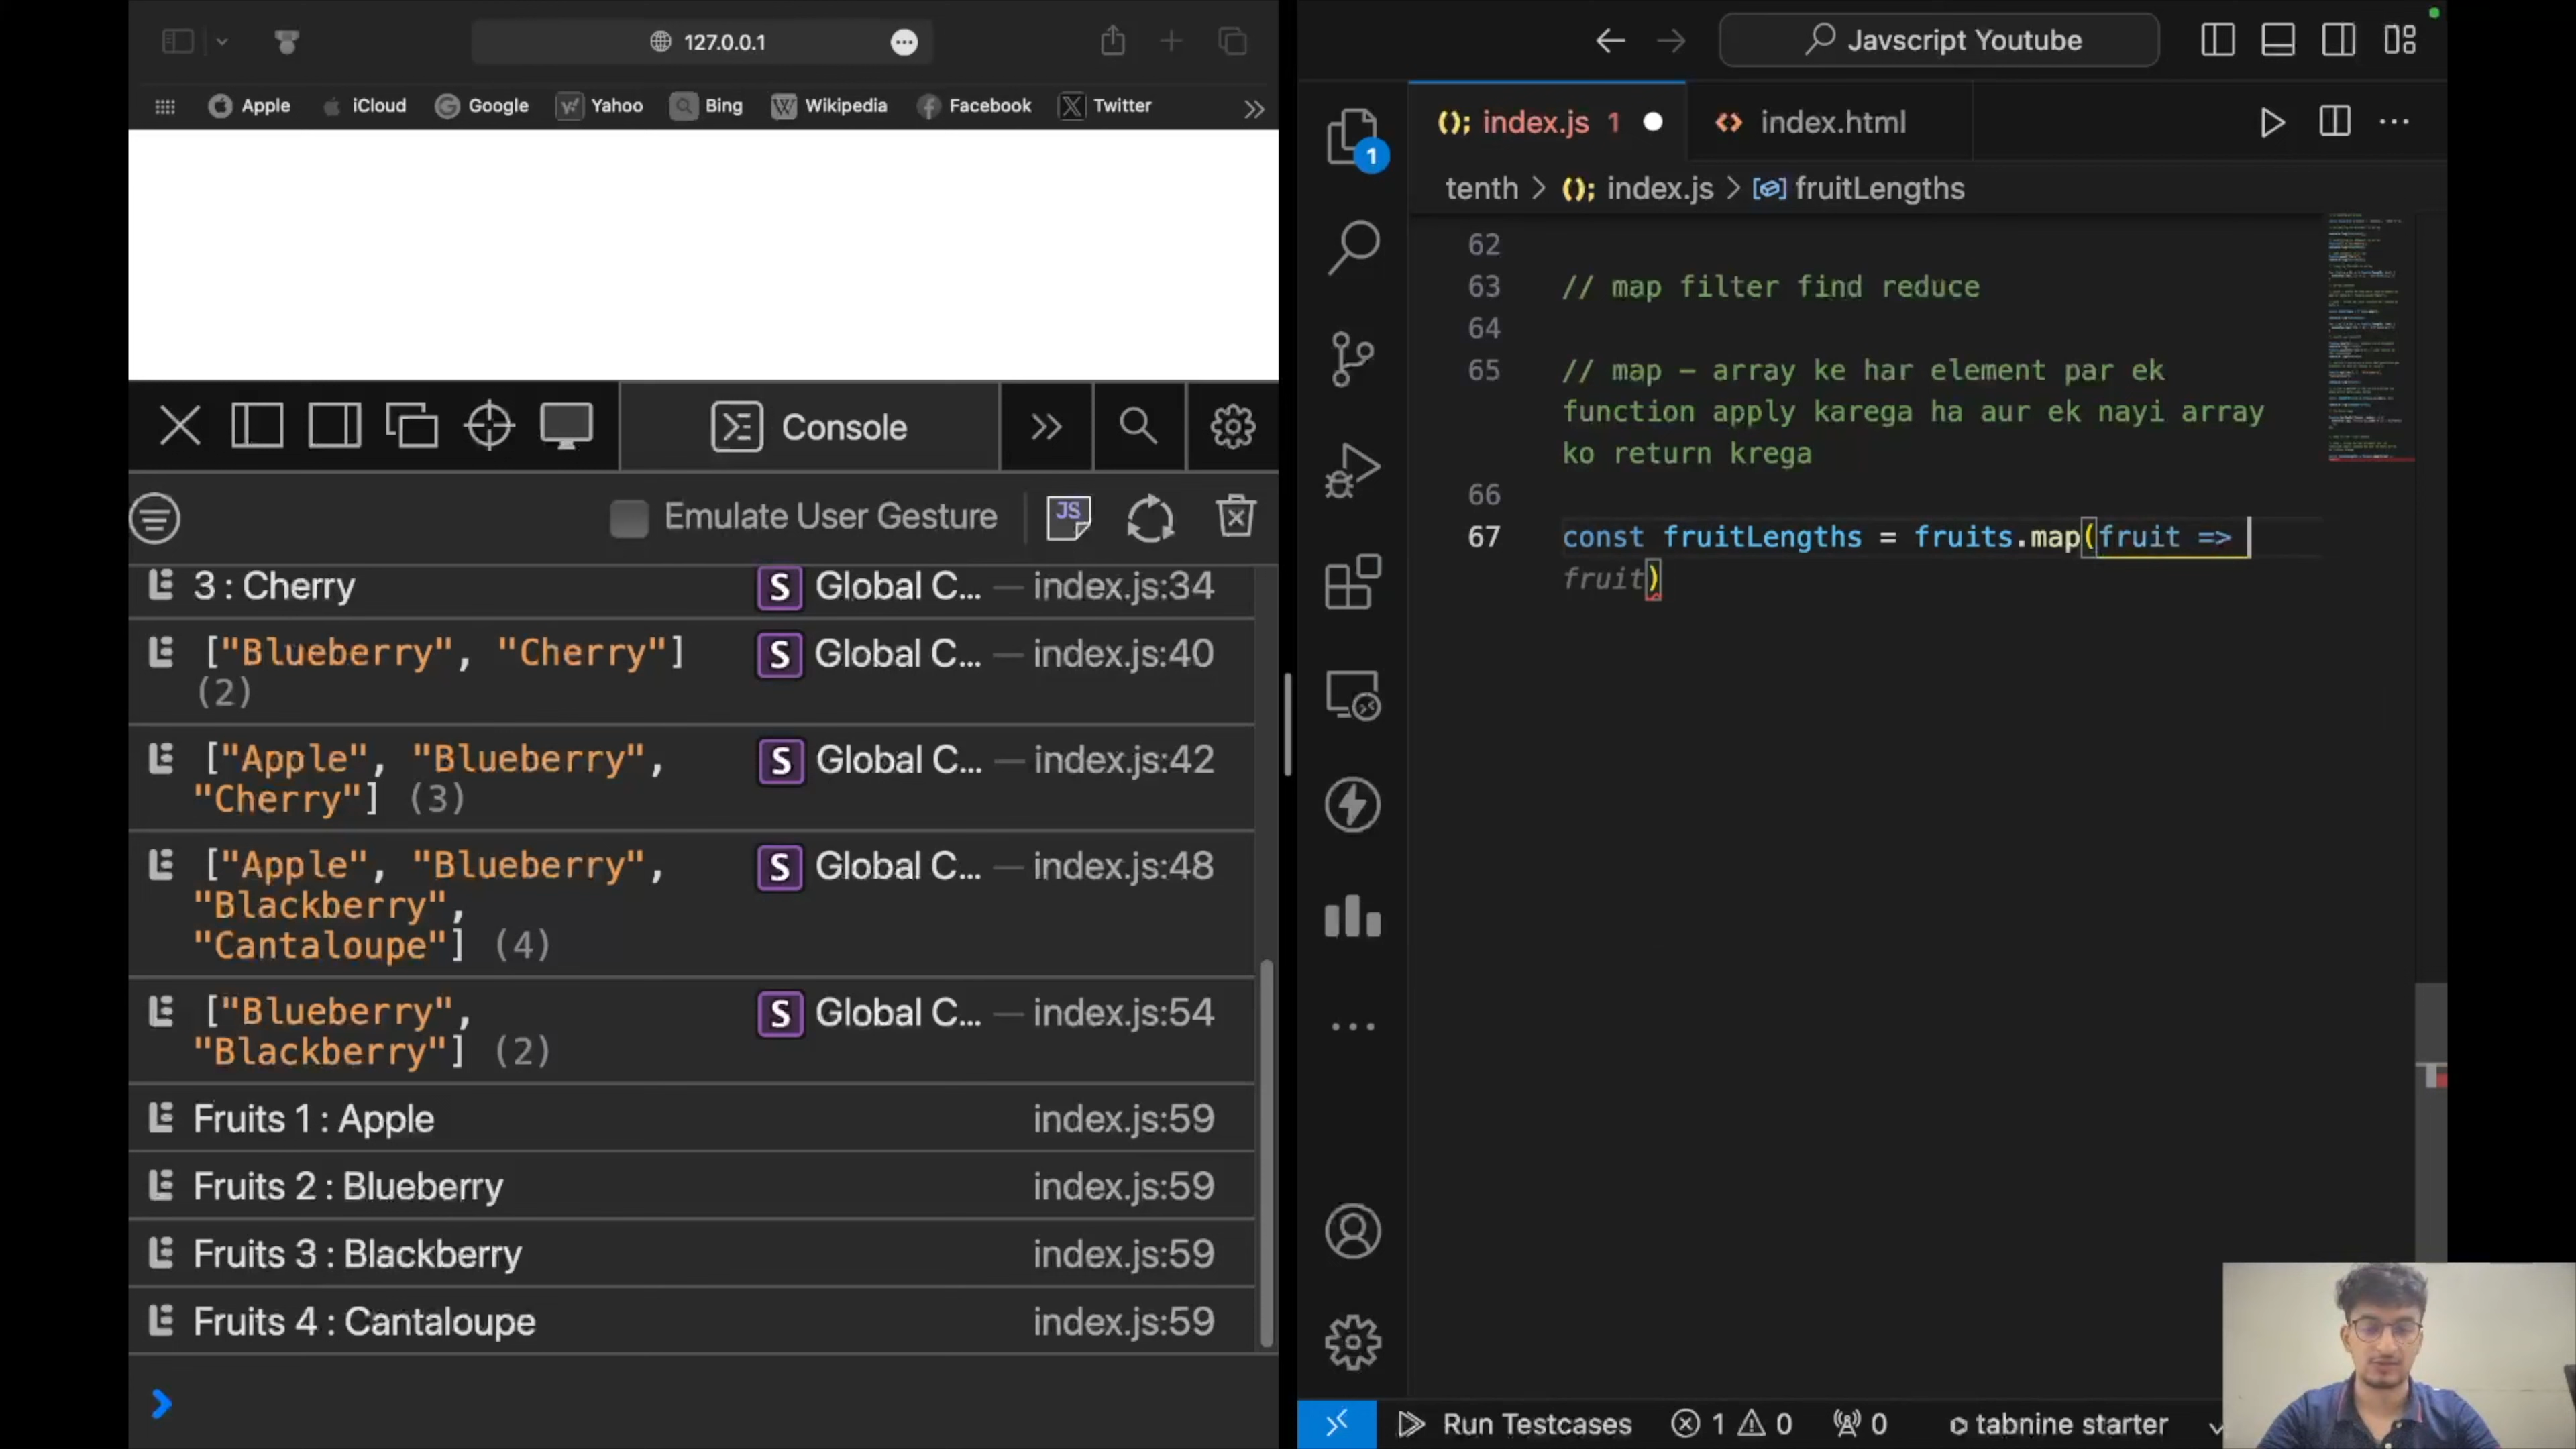 127.0.0.1
Apple iCloud Google Yahoo Bing Wikipedia Facebook Twitter
Console
Emulate User Gesture
JS
3 : Cherry S Global C... — index.js:34
["Blueberry", "Cherry"] S Global C... — index.js:40
(2)
["Apple", "Blueberry", S Global C... — index.js:42
"Cherry"] (3)
["Apple", "Blueberry", S Global C... — index.js:48
"Blackberry",
"Cantaloupe"] (4)
["Blueberry", S Global C... — index.js:54
"Blackberry"] (2)
Fruits 1 : Apple index.js:59
Fruits 2 : Blueberry index.js:59
Fruits 3 : Blackberry index.js:59
Fruits 4 : Cantaloupe index.js:59
Javscript Youtube
index.js 1 index.html
1
tenth > index.js > fruitLengths
62
63 // map filter find reduce
64
65 // map – array ke har element par ek
function apply karega ha aur ek nayi array
ko return krega
66
67 const fruitLengths = fruits.map(fruit =>
fruit)
Run Testcases 1 0 0 tabnine starter